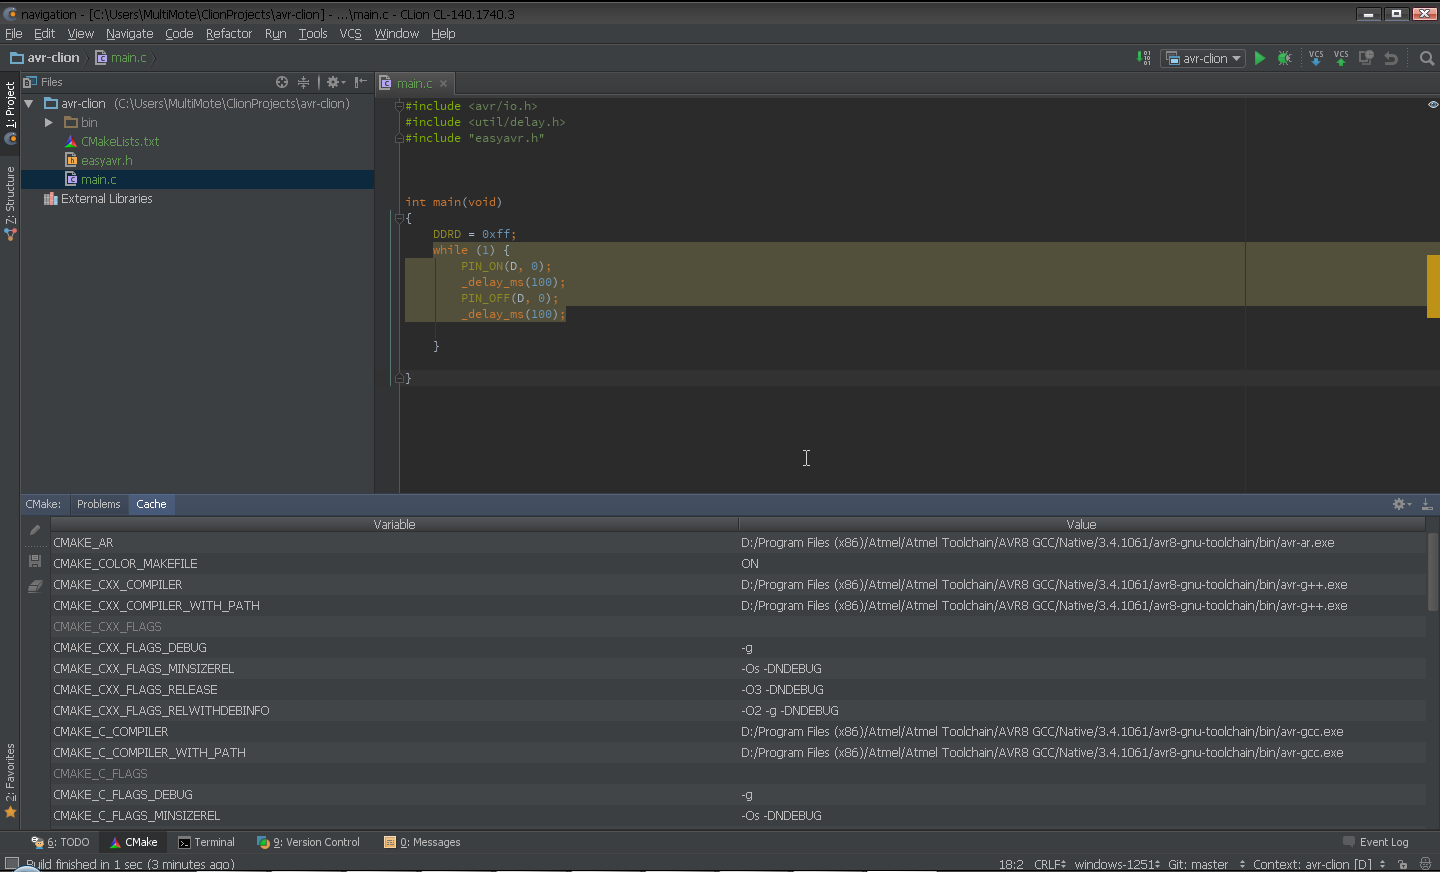 navigation - [C:\Users\MultiMote\ClionProjects\avr-clion] - ...\main.c - CLion CL-140.1740.3
File Edit View Navigate Code Refactor Run Tools VCS Window Help
avr-clion main.c avr-clion VCS VCS
1: Project
Z: Structure
2: Favorites
Files
avr-clion (C:\Users\MultiMote\ClionProjects\avr-clion)
bin
CMakeLists.txt
easyavr.h
main.c
External Libraries
main.c
#include <avr/io.h>
#include <util/delay.h>
#include "easyavr.h"
int main(void)
{
DDRD = 0xff;
while (1) {
PIN_ON(D, 0);
_delay_ms(100);
PIN_OFF(D, 0);
_delay_ms(100);
}
}
CMake: Problems Cache
Variable Value
CMAKE_AR D:/Program Files (x86)/Atmel/Atmel Toolchain/AVR8 GCC/Native/3.4.1061/avr8-gnu-toolchain/bin/avr-ar.exe
CMAKE_COLOR_MAKEFILE ON
CMAKE_CXX_COMPILER D:/Program Files (x86)/Atmel/Atmel Toolchain/AVR8 GCC/Native/3.4.1061/avr8-gnu-toolchain/bin/avr-g++.exe
CMAKE_CXX_COMPILER_WITH_PATH D:/Program Files (x86)/Atmel/Atmel Toolchain/AVR8 GCC/Native/3.4.1061/avr8-gnu-toolchain/bin/avr-g++.exe
CMAKE_CXX_FLAGS
CMAKE_CXX_FLAGS_DEBUG -g
CMAKE_CXX_FLAGS_MINSIZEREL -Os -DNDEBUG
CMAKE_CXX_FLAGS_RELEASE -O3 -DNDEBUG
CMAKE_CXX_FLAGS_RELWITHDEBINFO -O2 -g -DNDEBUG
CMAKE_C_COMPILER D:/Program Files (x86)/Atmel/Atmel Toolchain/AVR8 GCC/Native/3.4.1061/avr8-gnu-toolchain/bin/avr-gcc.exe
CMAKE_C_COMPILER_WITH_PATH D:/Program Files (x86)/Atmel/Atmel Toolchain/AVR8 GCC/Native/3.4.1061/avr8-gnu-toolchain/bin/avr-gcc.exe
CMAKE_C_FLAGS
CMAKE_C_FLAGS_DEBUG -g
CMAKE_C_FLAGS_MINSIZEREL -Os -DNDEBUG
6: TODO CMake Terminal 9: Version Control 0: Messages Event Log
Build finished in 1 sec (3 minutes ago) 18:2 CRLF windows-1251 Git: master Context: avr-clion [D]